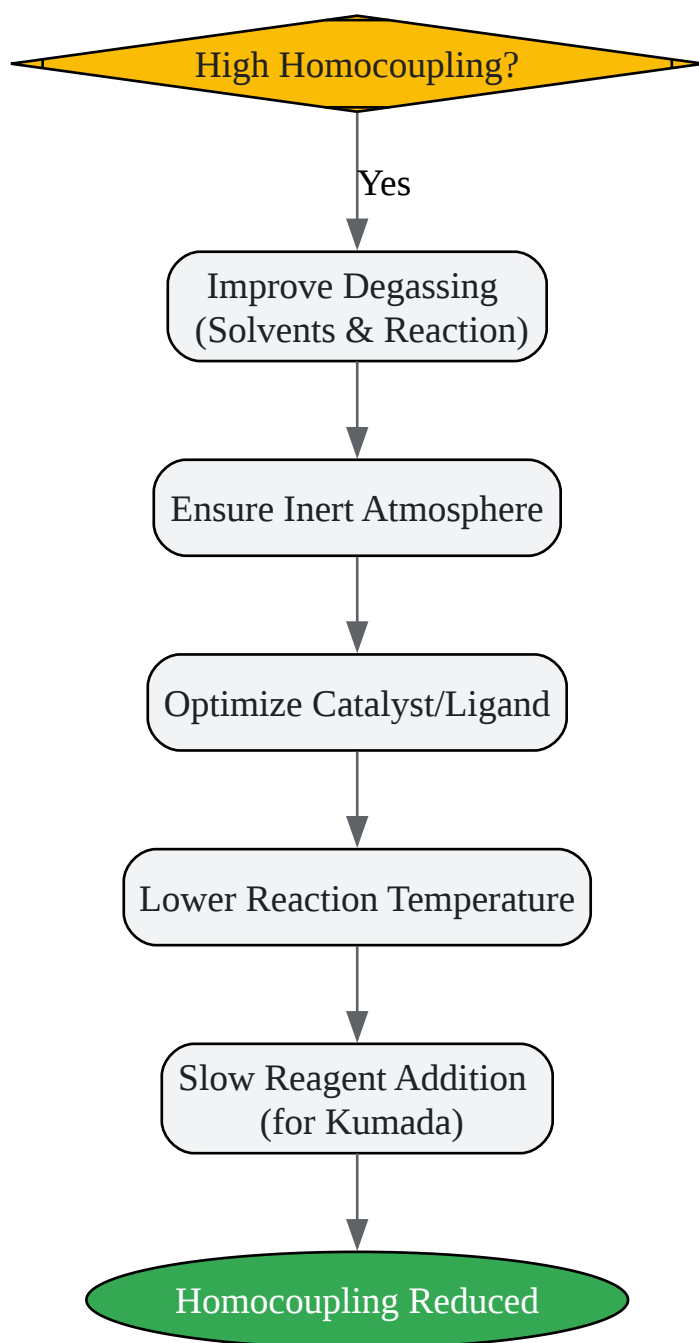 High Homocoupling?
Yes
Improve Degassing
(Solvents & Reaction)
Ensure Inert Atmosphere
Optimize Catalyst/Ligand
Lower Reaction Temperature
Slow Reagent Addition
(for Kumada)
Homocoupling Reduced